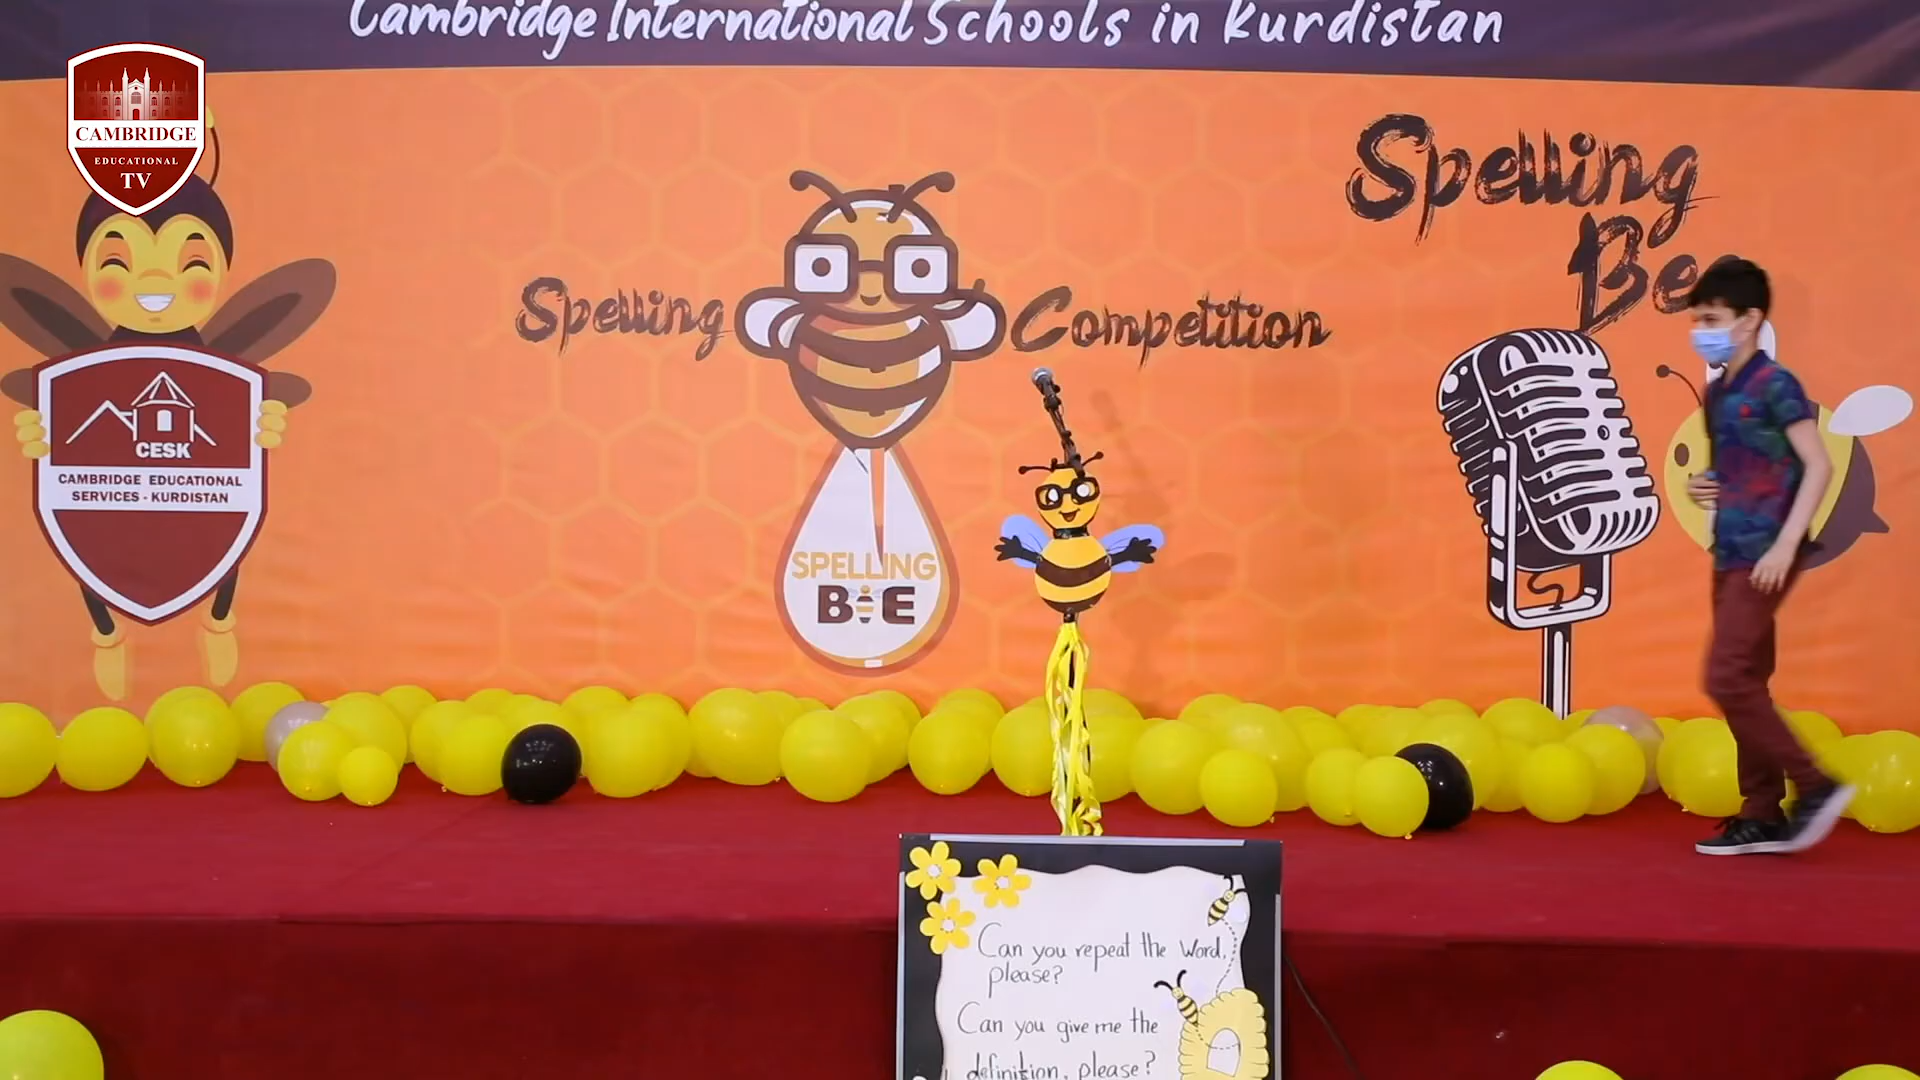 Cambridge International Schools in Kurdistan
CAMBRIDGE
EDUCATIONAL
TV
Spelling
Bee
Spelling Competition
CESK
CAMBRIDGE EDUCATIONAL
SERVICES - KURDISTAN
SPELLING
BEE
Can you repeat the Word,
please?
Can you give me the
definition, please?